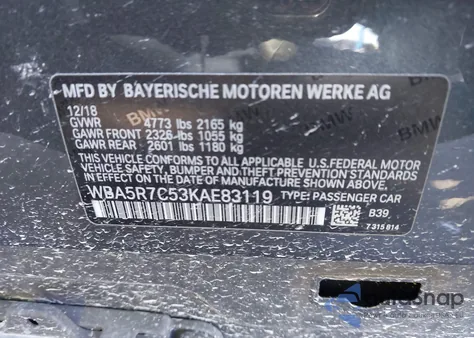 MFD BY BAYERISCHE MOTOREN WERKE AG
12/18
GVWR 4773 lbs 2165 kg
GAWR FRONT 2326 lbs 1055 kg
GAWR REAR 2601 lbs 1180 kg
THIS VEHICLE CONFORMS TO ALL APPLICABLE U.S. FEDERAL MOTOR
VEHICLE SAFETY, BUMPER AND THEFT PREVENTION STANDARDS
IN EFFECT ON THE DATE OF MANUFACTURE SHOWN ABOVE.
WBA5R7C53KAE83119 TYPE: PASSENGER CAR
B39
7 315 814
BMW
BMW